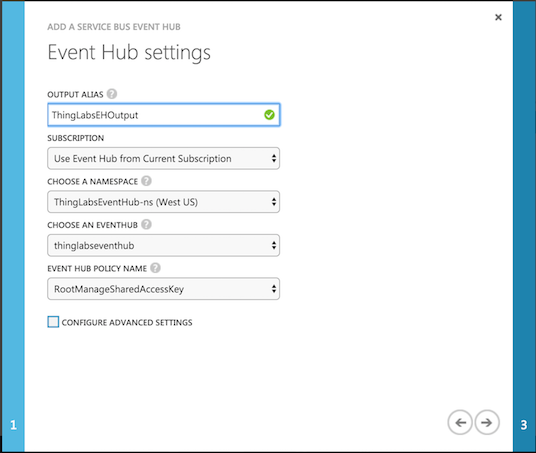 ADD A SERVICE BUS EVENT HUB
Event Hub settings
OUTPUT ALIAS ?
ThingLabsEHOutput
SUBSCRIPTION
Use Event Hub from Current Subscription
CHOOSE A NAMESPACE ?
ThingLabsEventHub-ns (West US)
CHOOSE AN EVENTHUB ?
thinglabseventhub
EVENT HUB POLICY NAME ?
RootManageSharedAccessKey
CONFIGURE ADVANCED SETTINGS
1
3